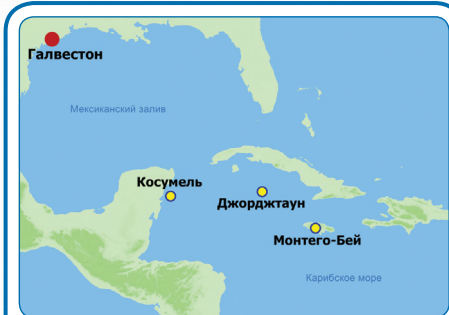 Галвестон
Мексиканский залив
Косумель
Джорджтаун
Монтего-Бей
Карибское море